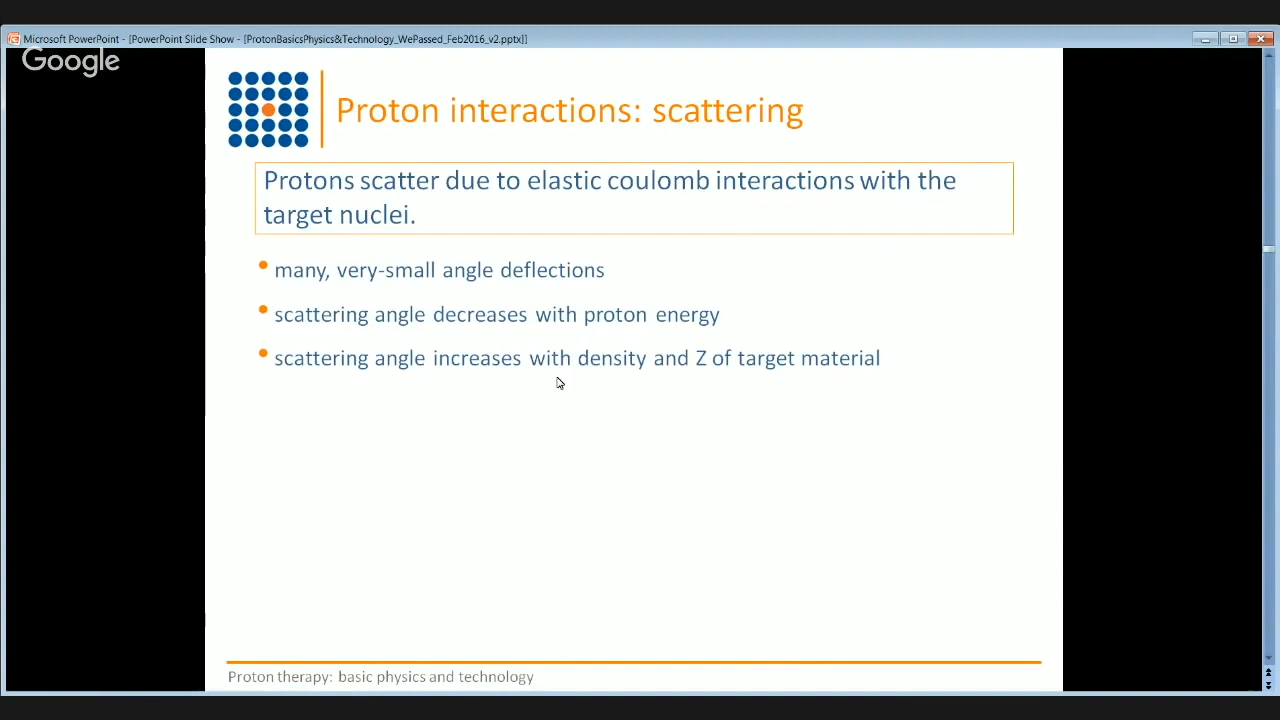 Microsoft PowerPoint - [PowerPoint Slide Show - [ProtonBasicsPhysics&Technology_WePassed_Feb2016_v2.pptx]]
Google
Proton interactions: scattering
Protons scatter due to elastic coulomb interactions with the
target nuclei.
• many, very-small angle deflections
• scattering angle decreases with proton energy
• scattering angle increases with density and Z of target material
Proton therapy: basic physics and technology